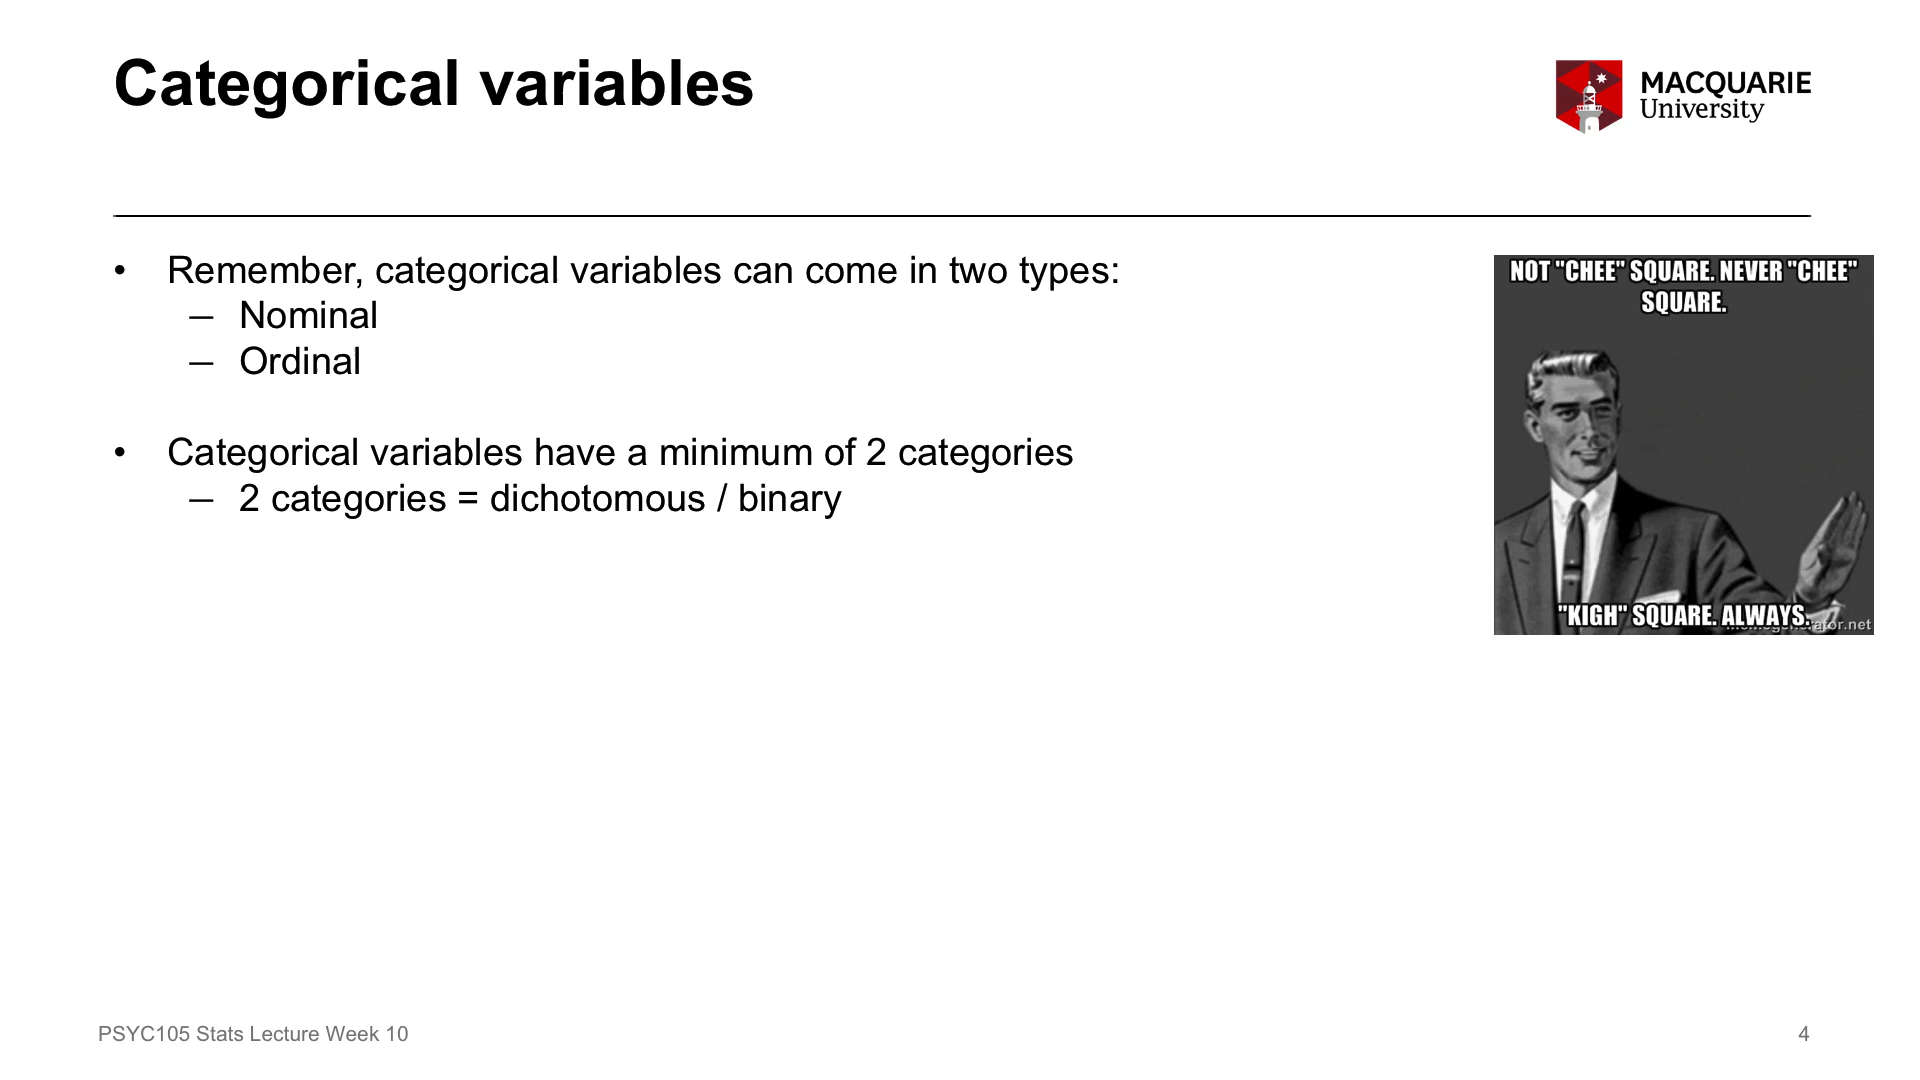 Categorical variables
MACQUARIE
University
• Remember, categorical variables can come in two types:
– Nominal
– Ordinal
• Categorical variables have a minimum of 2 categories
– 2 categories = dichotomous / binary
NOT "CHEE" SQUARE. NEVER "CHEE"
SQUARE.
"KIGH" SQUARE. ALWAYS.
PSYC105 Stats Lecture Week 10
4